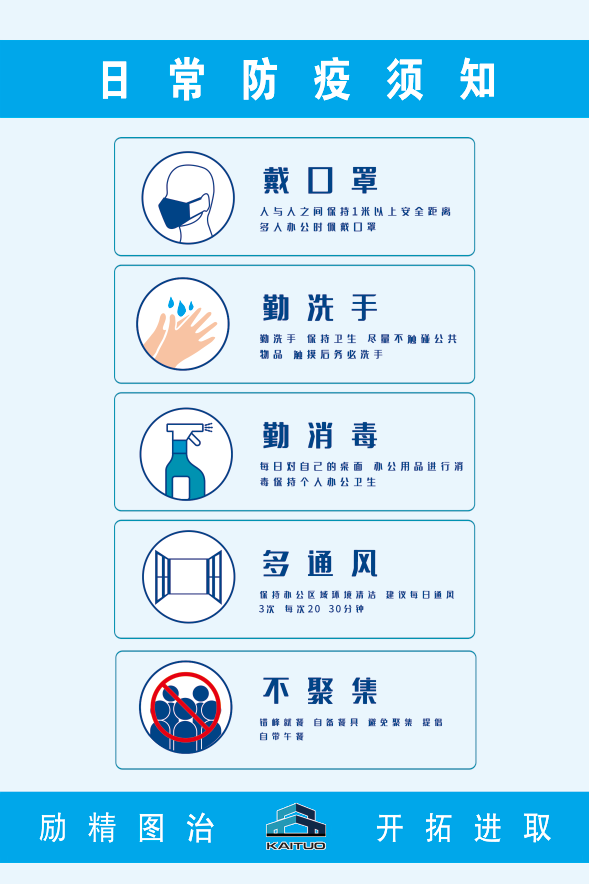 日常防疫须知
戴口罩
人与人之间保持1米以上安全距离
多人办公时佩戴口罩
勤洗手
勤洗手 保持卫生 尽量不触碰公共
物品 触摸后务必洗手
勤消毒
每日对自己的桌面 办公用品进行消
毒保持个人办公卫生
多通风
保持办公区域环境清洁 建议每日通风
3次 每次20 30分钟
不聚集
错峰就餐 自备餐具 避免聚集 提倡
自带午餐
励精图治
KAITUO
开拓进取